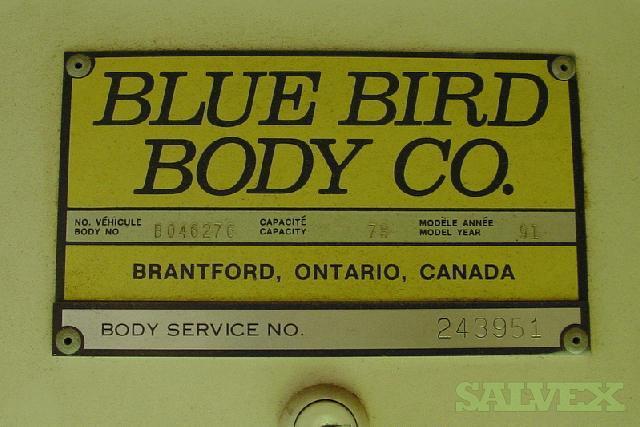 BLUE BIRD
BODY CO.
NO. VÉHICULE CAPACITÉ MODÈLE ANNÉE
BODY NO B046276 CAPACITY 78 MODEL YEAR 91
BRANTFORD, ONTARIO, CANADA
BODY SERVICE NO. 243951
SALVEX